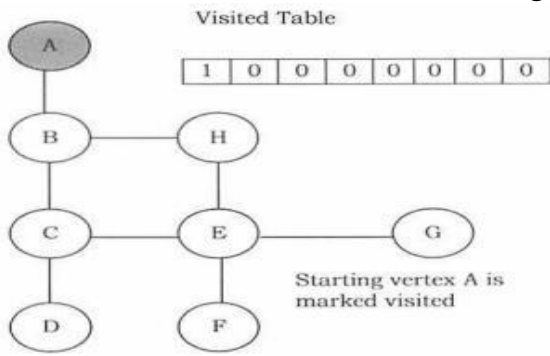 Visited Table
A
1 0 0 0 0 0 0 0
B H
C E G
Starting vertex A is
marked visited
D F